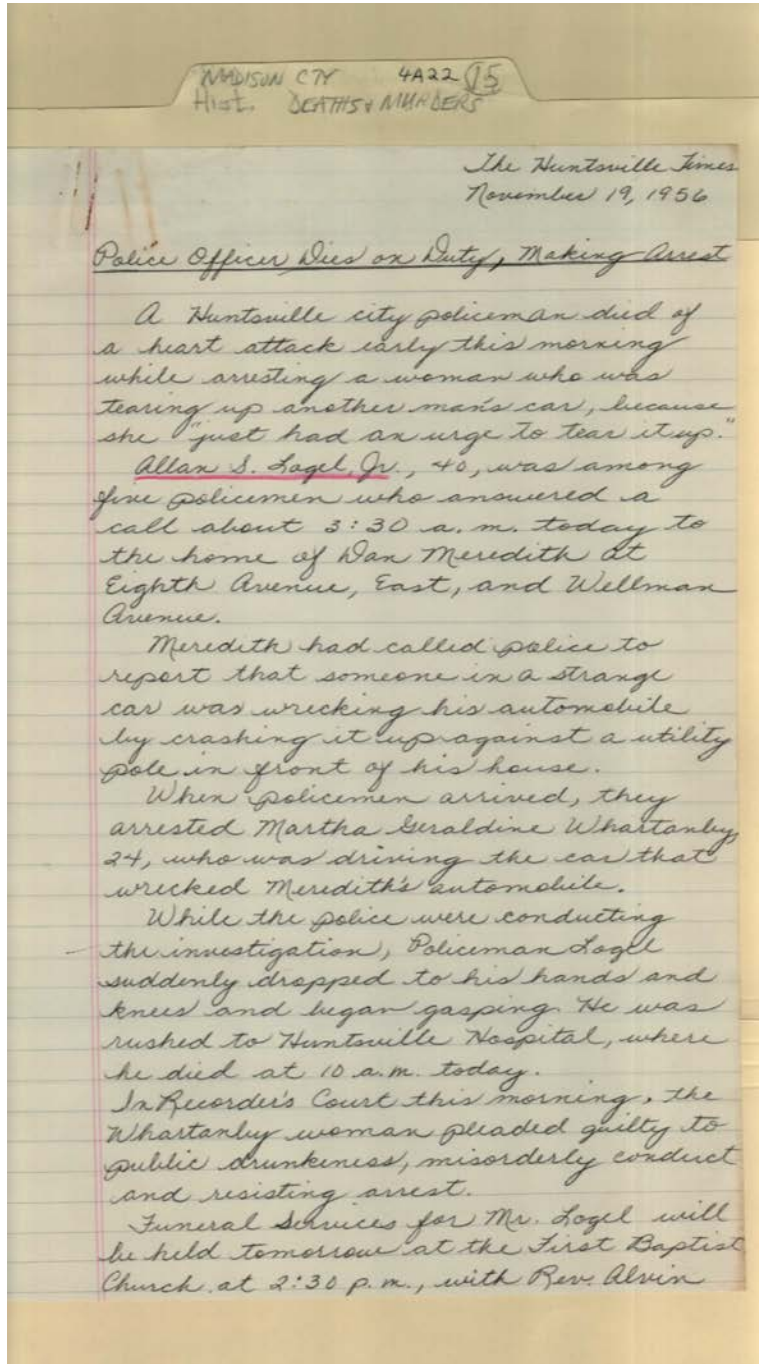 MADISON CTY 4A22 15
Hist. DEATHS & MURDERS
The Huntsville Times
November 19, 1956
Police Officer Dies on Duty, Making Arrest
A Huntsville city policeman died of
a heart attack early this morning
while arresting a woman who was
tearing up another man's car, because
she "just had an urge to tear it up."
Allan S. Logel, Jr., 40, was among
five policemen who answered a
call about 3:30 a.m. today to
the home of Dan Meredith at
Eighth Avenue, East, and Wellman
Avenue.
Meredith had called police to
report that someone in a strange
car was wrecking his automobile
by crashing it up against a utility
pole in front of his house.
When policemen arrived, they
arrested Martha Geraldine Whartanby,
24, who was driving the car that
wrecked Meredith's automobile.
While the police were conducting
the investigation, Policeman Logel
suddenly dropped to his hands and
knees and began gasping. He was
rushed to Huntsville Hospital, where
he died at 10 a.m. today.
In Recorder's Court this morning, the
Whartanby woman pleaded guilty to
public drunkeness, misorderly conduct
and resisting arrest.
Funeral Services for Mr. Logel will
be held tomorrow at the First Baptist
Church at 2:30 p.m., with Rev. Alvin